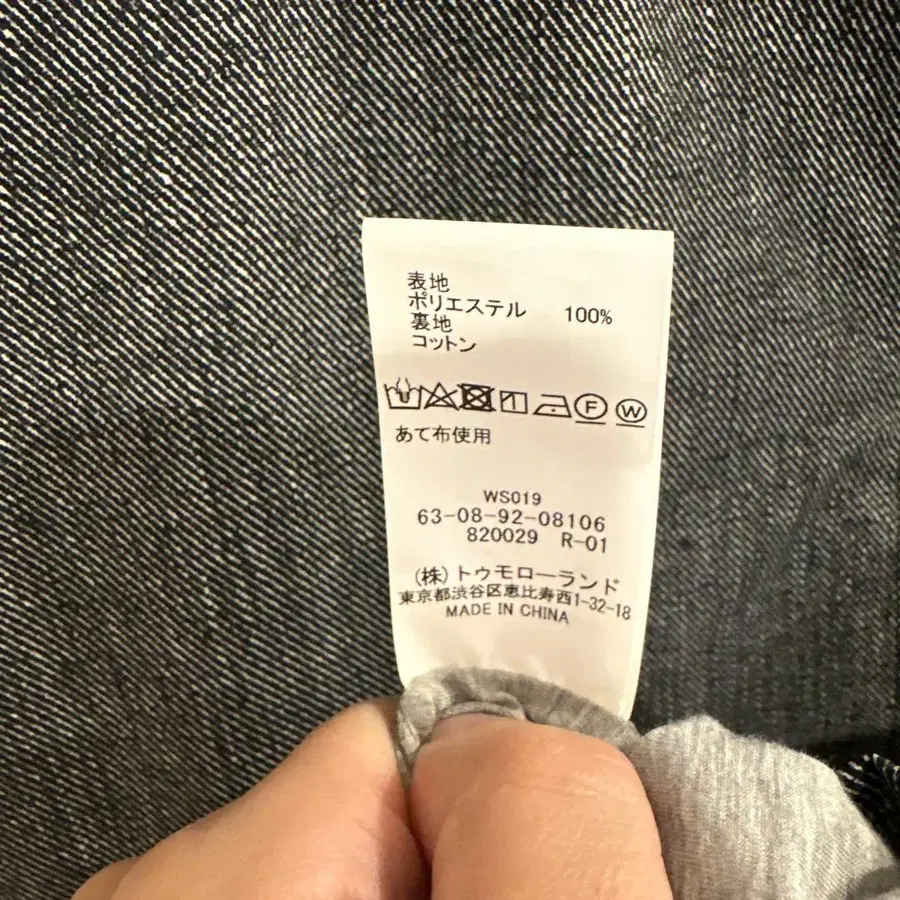 表地
ポリエステル 100%
裏地
コットン
F W
あて布使用
WS019
63-08-92-08106
820029 R-01
(株)トゥモローランド
東京都渋谷区恵比寿西1-32-18
MADE IN CHINA